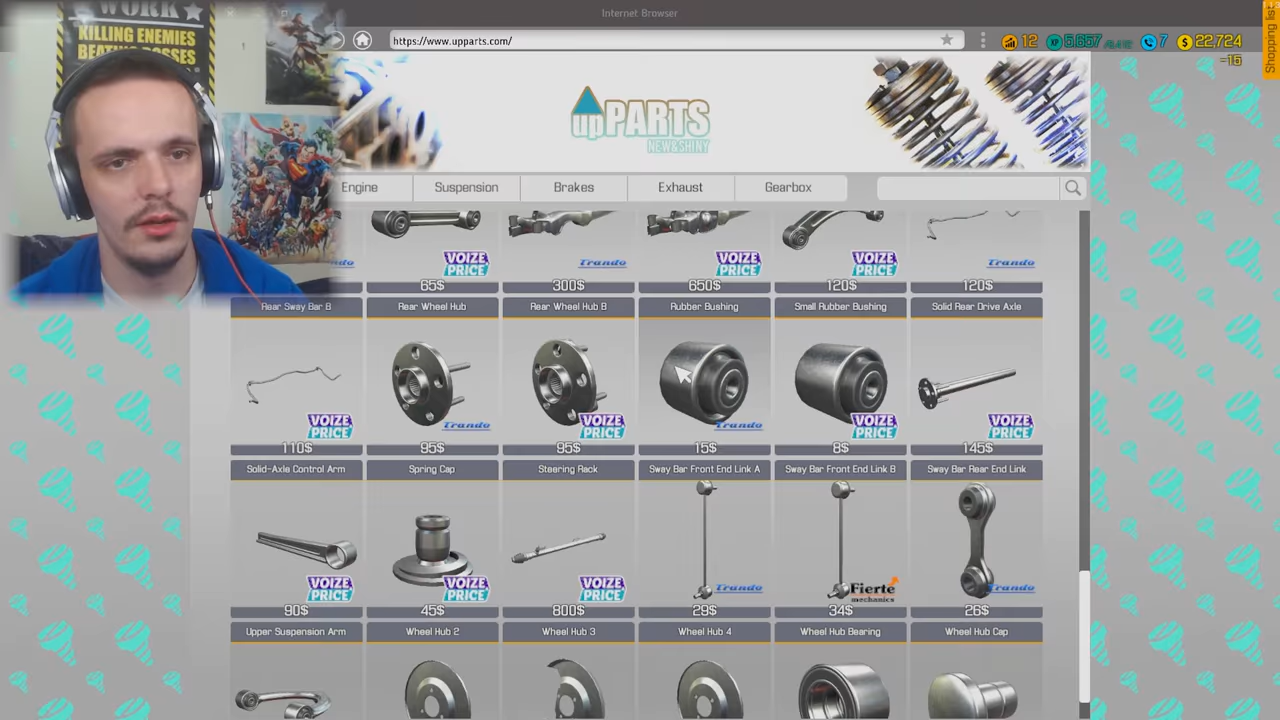 WORK
KILLING ENEMIES
Internet Browser
https://www.upparts.com/
12
7
22,724
-15
Shopping list
upPARTS
NEW&SHINY
Engine
Suspension
Brakes
Exhaust
Gearbox
VOIZE PRICE
Trando
VOIZE PRICE
VOIZE PRICE
Trando
65$
300$
650$
120$
120$
Rear Sway Bar B
Rear Wheel Hub
Rear Wheel Hub B
Rubber Bushing
Small Rubber Bushing
Solid Rear Drive Axle
VOIZE PRICE
Trando
VOIZE PRICE
Trando
VOIZE PRICE
VOIZE PRICE
110$
95$
95$
15$
8$
145$
Solid-Axle Control Arm
Spring Cap
Steering Rack
Sway Bar Front End Link A
Sway Bar Front End Link B
Sway Bar Rear End Link
VOIZE PRICE
VOIZE PRICE
VOIZE PRICE
Trando
Fierte mechanics
Trando
90$
45$
800$
29$
34$
26$
Upper Suspension Arm
Wheel Hub 2
Wheel Hub 3
Wheel Hub 4
Wheel Hub Bearing
Wheel Hub Cap